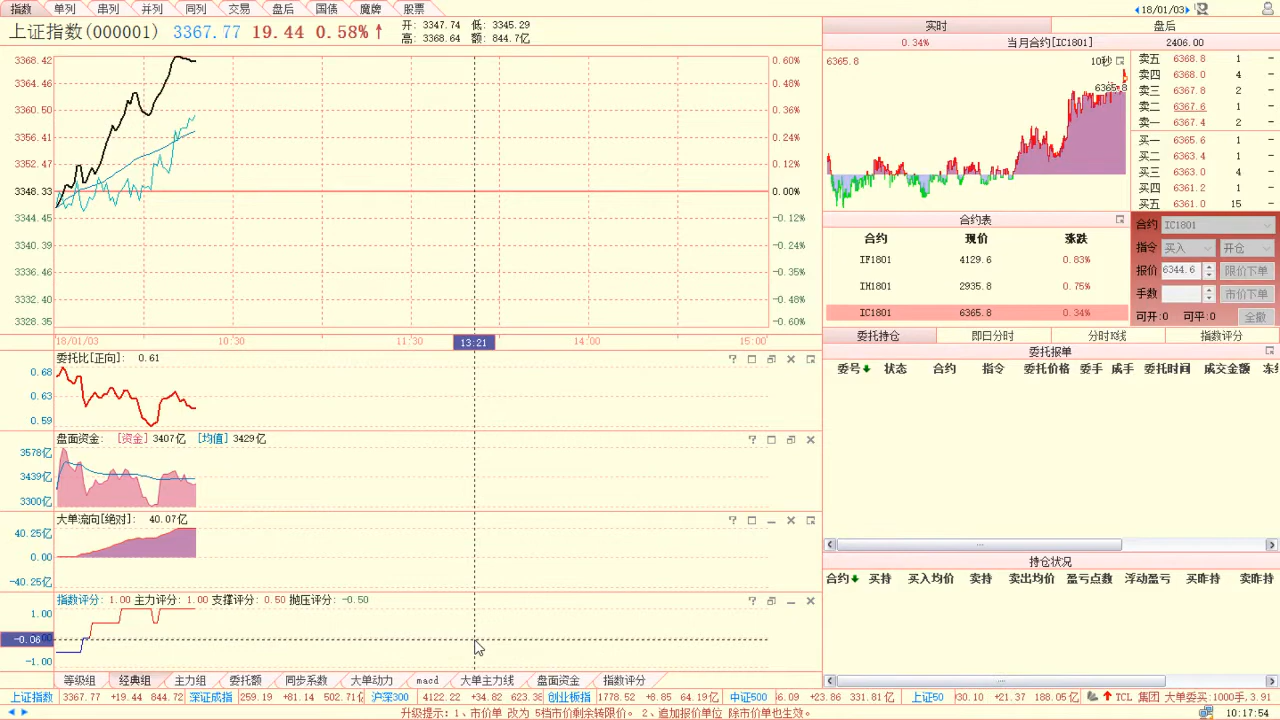 指数 单列 串列 并列 同列 交易 盘后 国债 魔牌 股票 18/01/03
上证指数(000001) 3367.77 19.44 0.58%↑ 开: 3347.74 低: 3345.29
高: 3368.64 额: 844.7亿
3368.42 0.60%
3364.46 0.48%
3360.50 0.36%
3356.41 0.24%
3352.47 0.12%
3348.33 0.00%
3344.45 -0.12%
3340.39 -0.24%
3336.46 -0.35%
3332.40 -0.48%
3328.35 -0.60%
18/01/03 10:30 11:30 13:21 14:00 15:00
委托比[正向]: 0.61
0.68
0.63
0.59
盘面资金: [资金] 3407亿 [均值] 3429亿
3578亿
3439亿
3300亿
大单流向[绝对]: 40.07亿
40.25亿
0.00
-40.25亿
指数评分: 1.00 主力评分: 1.00 支撑评分: 0.50 抛压评分: -0.50
1.00
-0.06
-1.00
等级组 经典组 主力组 委托额 同步系数 大单动力 macd 大单主力线 盘面资金 指数评分
实时 盘后
0.34% 当月合约[IC1801] 2406.00
6365.8 10秒
6365.8
卖五 6368.8 1 -
卖四 6368.0 4 -
卖三 6367.8 2 -
卖二 6367.6 1 -
卖一 6367.4 2 -
买一 6365.6 1 -
买二 6363.4 1 -
买三 6363.0 4 -
买四 6361.2 1 -
买五 6361.0 15 -
合约表
合约 现价 涨跌
IF1801 4129.6 0.83%
IH1801 2935.8 0.75%
IC1801 6365.8 0.34%
合约 IC1801
指令 买入 开仓
报价 6344.6 限价下单
手数 市价下单
可开:0 可平:0 全撤
委托持仓 即日分时 分时K线 指数评分
委托报单
委号 状态 合约 指令 委托价格 委手 成手 委托时间 成交金额
持仓状况
合约 买持 买入均价 卖持 卖出均价 盈亏点数 浮动盈亏 买昨持 卖昨持
上证指数 3367.77 +19.44 844.72 深证成指 259.19 +81.14 502.71亿 沪深300 4122.22 +34.82 623.36 创业板指 1778.52 +8.85 64.19亿 中证500 6.09 +23.86 331.81亿 上证50 30.10 +21.37 188.05亿 TCL 集团 大单委买:1000手,3.91
升级提示: 1、市价单 改为 5档市价剩余转限价。 2、追加报价单位 除市价单也生效。 10:17:54